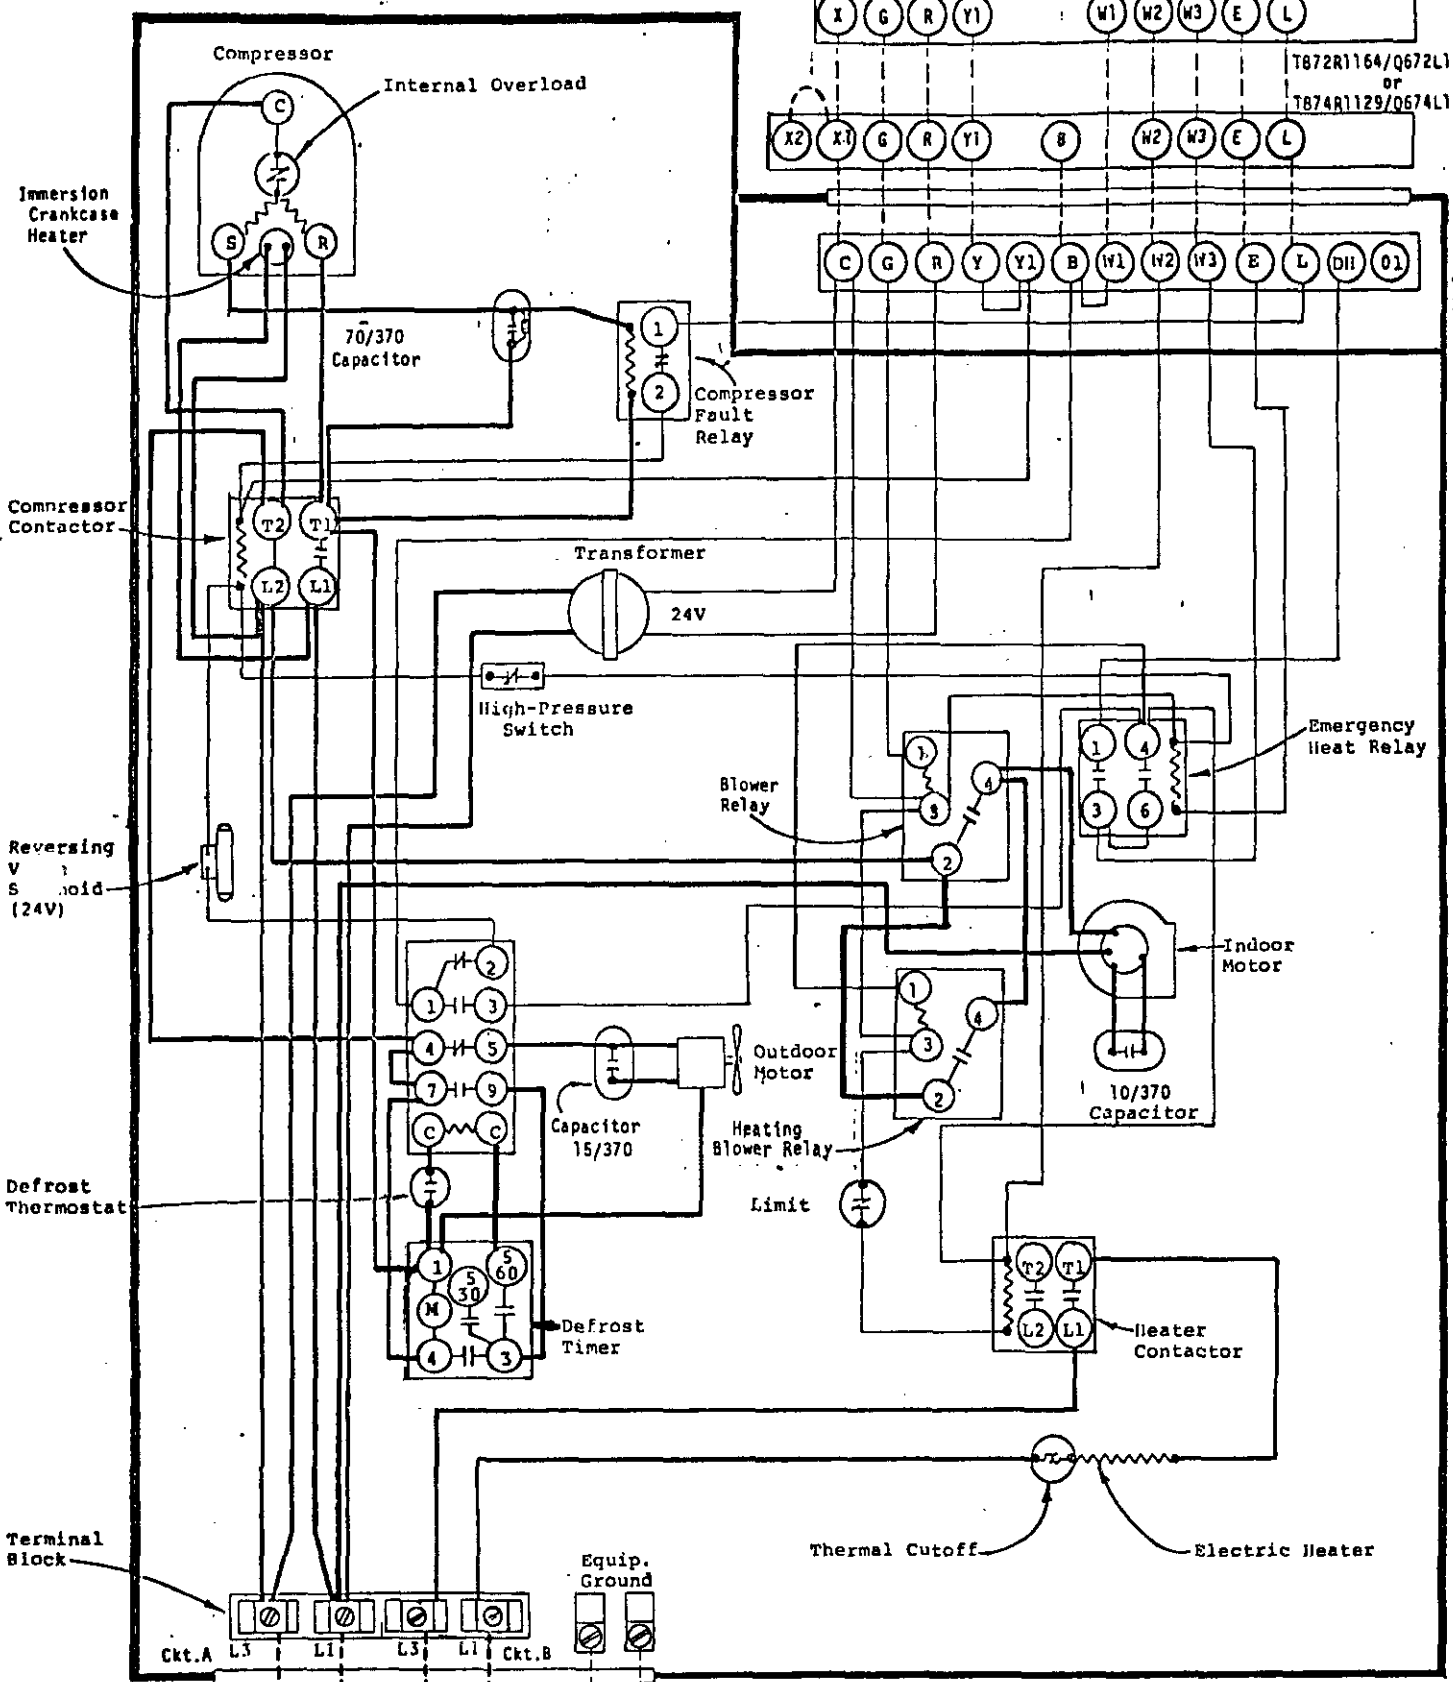 X G R Y1 W1 W2 W3 E L
T872R1164/Q672L1
or
T874R1129/Q674L1
X2 X1 G R Y1 B W2 W3 E L
C G R Y Y1 B W1 W2 W3 E L DH O1
Compressor
Internal Overload
C
S R
Immersion
Crankcase
Heater
70/370
Capacitor
1
2
Compressor
Fault
Relay
Compressor
Contactor
T2 T1
L2 L1
Transformer
24V
High-Pressure
Switch
Emergency
Heat Relay
1 4
3 6
Blower
Relay
1
4
3
2
Reversing
V
S oid
(24V)
Indoor
Motor
10/370
Capacitor
2
1 3
4 5
7 9
C C
Outdoor
Motor
Capacitor
15/370
1
4
3
2
Heating
Blower Relay
Limit
Defrost
Thermostat
1
5
30
5
60
M
4 3
Defrost
Timer
T2 T1
L2 L1
Heater
Contactor
Thermal Cutoff
Electric Heater
Terminal
Block
Equip.
Ground
Ckt.A L3 L1 L3 L1 Ckt.B